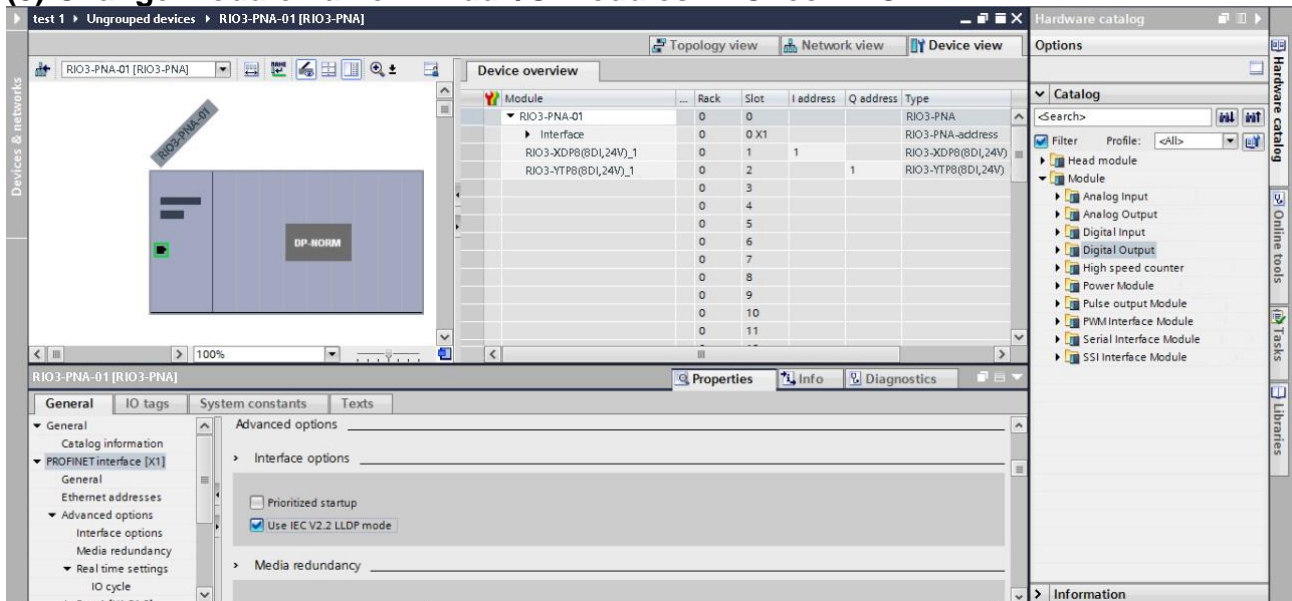 test 1 ▸ Ungrouped devices ▸ RIO3-PNA-01 [RIO3-PNA]
Topology view Network view Device view
RIO3-PNA-01 [RIO3-PNA]
RIO3-PNA-01
DP-NORM
100%
Device overview
Module ... Rack Slot I address Q address Type
RIO3-PNA-01 0 0 RIO3-PNA
Interface 0 0 X1 RIO3-PNA-address
RIO3-XDP8(8DI,24V)_1 0 1 1 RIO3-XDP8(8DI,24V)
RIO3-YTP8(8DI,24V)_1 0 2 1 RIO3-YTP8(8DI,24V)
0 3
0 4
0 5
0 6
0 7
0 8
0 9
0 10
0 11
RIO3-PNA-01 [RIO3-PNA]
Properties Info Diagnostics
General IO tags System constants Texts
General
Catalog information
PROFINET interface [X1]
General
Ethernet addresses
Advanced options
Interface options
Media redundancy
Real time settings
IO cycle
Advanced options
Interface options
Prioritized startup
Use IEC V2.2 LLDP mode
Media redundancy
Hardware catalog
Options
Catalog
<Search>
Filter Profile: <All>
Head module
Module
Analog Input
Analog Output
Digital Input
Digital Output
High speed counter
Power Module
Pulse output Module
PWM Interface Module
Serial Interface Module
SSI Interface Module
Information
Devices & networks
Hardware catalog
Online tools
Tasks
Libraries